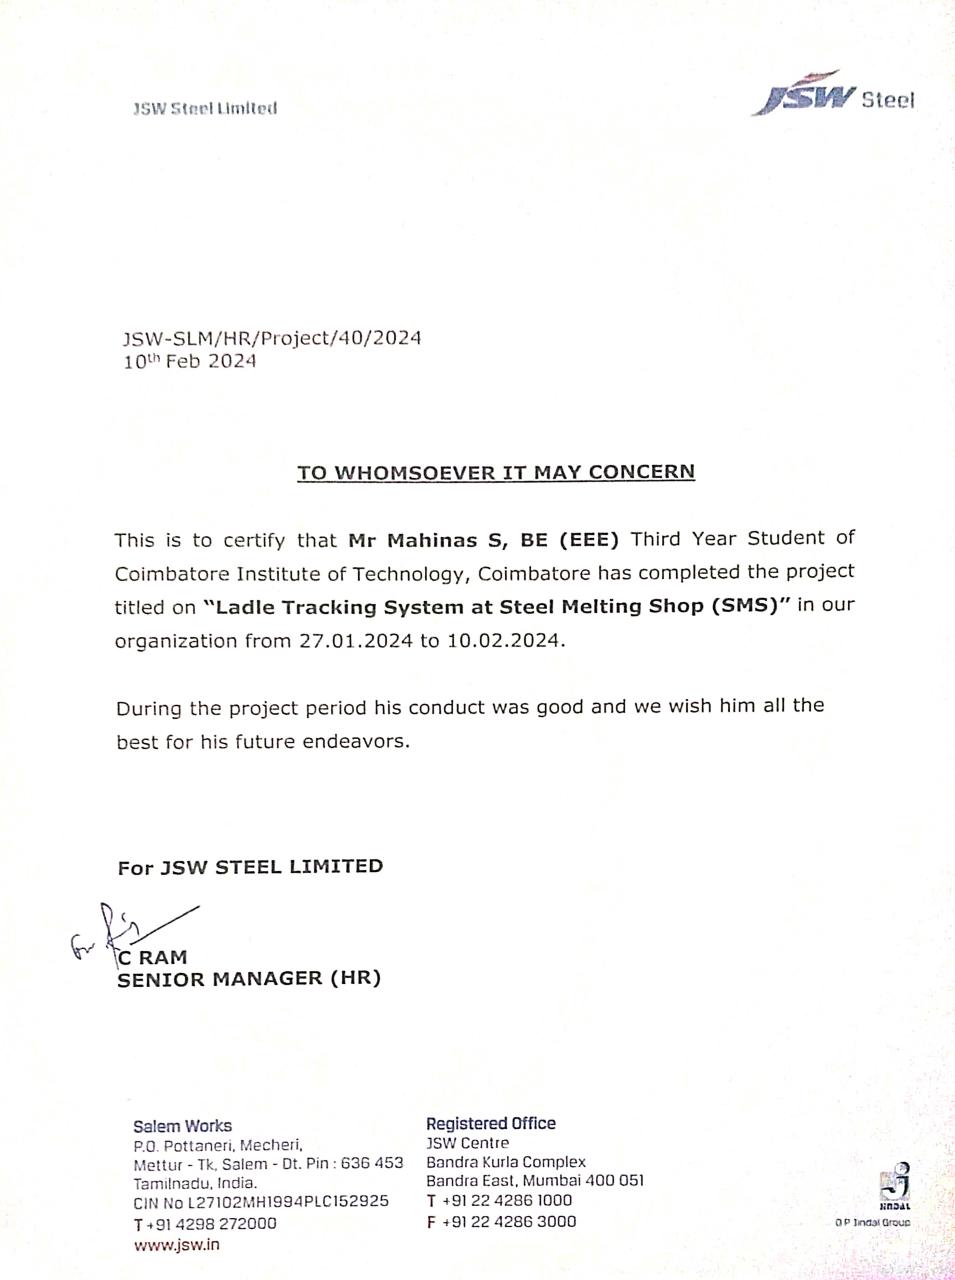 JSW Steel Limited
JSW Steel
JSW-SLM/HR/Project/40/2024
10th Feb 2024
TO WHOMSOEVER IT MAY CONCERN
This is to certify that Mr Mahinas S, BE (EEE) Third Year Student of
Coimbatore Institute of Technology, Coimbatore has completed the project
titled on “Ladle Tracking System at Steel Melting Shop (SMS)” in our
organization from 27.01.2024 to 10.02.2024.
During the project period his conduct was good and we wish him all the
best for his future endeavors.
For JSW STEEL LIMITED
For
C RAM
SENIOR MANAGER (HR)
Salem Works
P.O. Pottaneri, Mecheri,
Mettur - Tk, Salem - Dt. Pin : 636 453
Tamilnadu, India.
CIN No L27102MH1994PLC152925
T +91 4298 272000
www.jsw.in
Registered Office
JSW Centre
Bandra Kurla Complex
Bandra East, Mumbai 400 051
T +91 22 4286 1000
F +91 22 4286 3000
JINDAL
O P Jindal Group